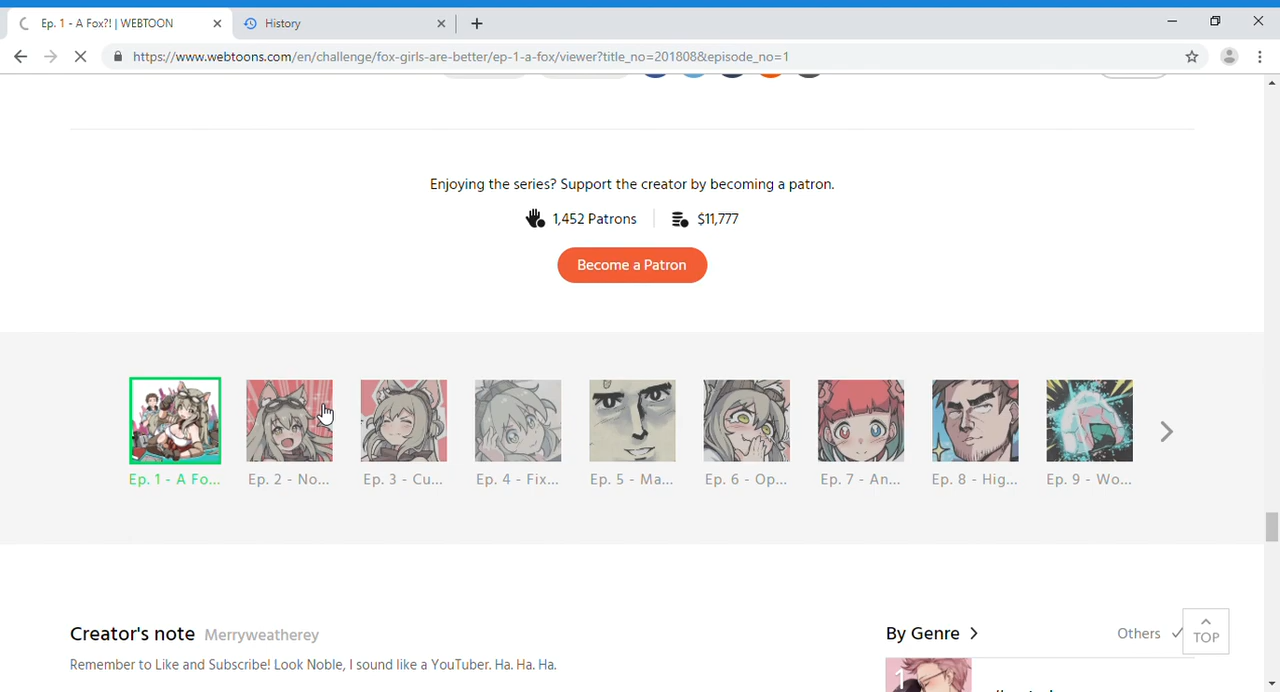 Ep. 1 - A Fox?! | WEBTOON
History
https://www.webtoons.com/en/challenge/fox-girls-are-better/ep-1-a-fox/viewer?title_no=201808&episode_no=1
Enjoying the series? Support the creator by becoming a patron.
1,452 Patrons
$11,777
Become a Patron
Ep. 1 - A Fo...
Ep. 2 - No...
Ep. 3 - Cu...
Ep. 4 - Fix...
Ep. 5 - Ma...
Ep. 6 - Op...
Ep. 7 - An...
Ep. 8 - Hig...
Ep. 9 - Wo...
Creator's note Merryweatherey
Remember to Like and Subscribe! Look Noble, I sound like a YouTuber. Ha. Ha. Ha.
By Genre
Others
TOP
1